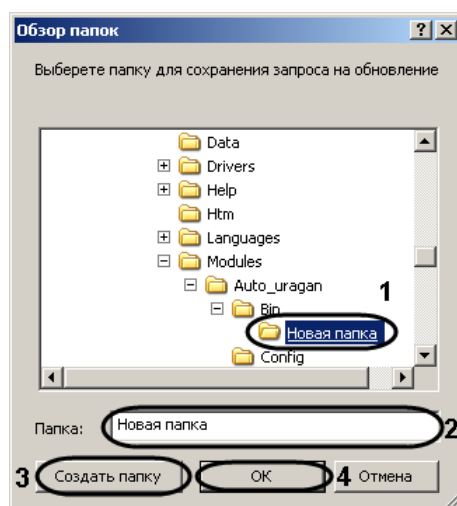 Обзор папок
Выберете папку для сохранения запроса на обновление
Data
Drivers
Help
Htm
Languages
Modules
Auto_uragan
1
Bin
Новая папка
Config
Папка: Новая папка 2
3 Создать папку ОК 4 Отмена